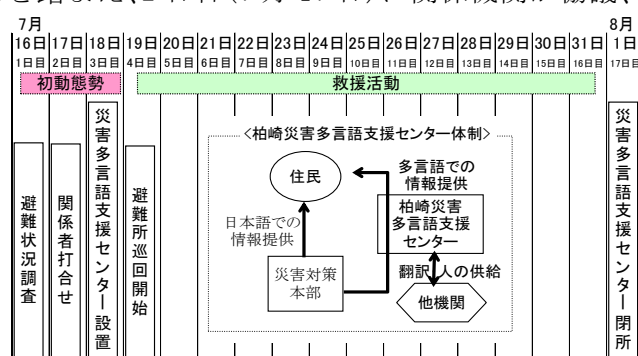 7月
8月
16日 17日 18日 19日 20日 21日 22日 23日 24日 25日 26日 27日 28日 29日 30日 31日 1日
1日目 2日目 3日目 4日目 5日目 6日目 7日目 8日目 9日目 10日目 11日目 12日目 13日目 14日目 15日目 16日目 17日目
初動態勢
救援活動
避難状況調査
関係者打合せ
災害多言語支援センター設置
避難所巡回開始
<柏崎災害多言語支援センター体制>
住民
多言語での
情報提供
日本語での
情報提供
柏崎災害
多言語支援
センター
災害対策
本部
翻訳 人の供給
他機関
災害多言語支援センター閉所